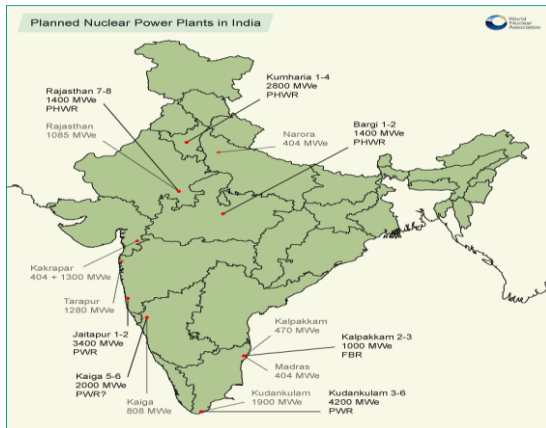 Planned Nuclear Power Plants in India
World
Nuclear
Association
Rajasthan 7-8
1400 MWe
PHWR
Rajasthan
1085 MWe
Kumharia 1-4
2800 MWe
PHWR
Narora
404 MWe
Bargi 1-2
1400 MWe
PHWR
Kakrapar
404 + 1300 MWe
Tarapur
1280 MWe
Jaitapur 1-2
3400 MWe
PWR
Kaiga 5-6
2000 MWe
PWR?
Kaiga
808 MWe
Kalpakkam
470 MWe
Kalpakkam 2-3
1000 MWe
FBR
Madras
404 MWe
Kudankulam
1900 MWe
Kudankulam 3-6
4200 MWe
PWR